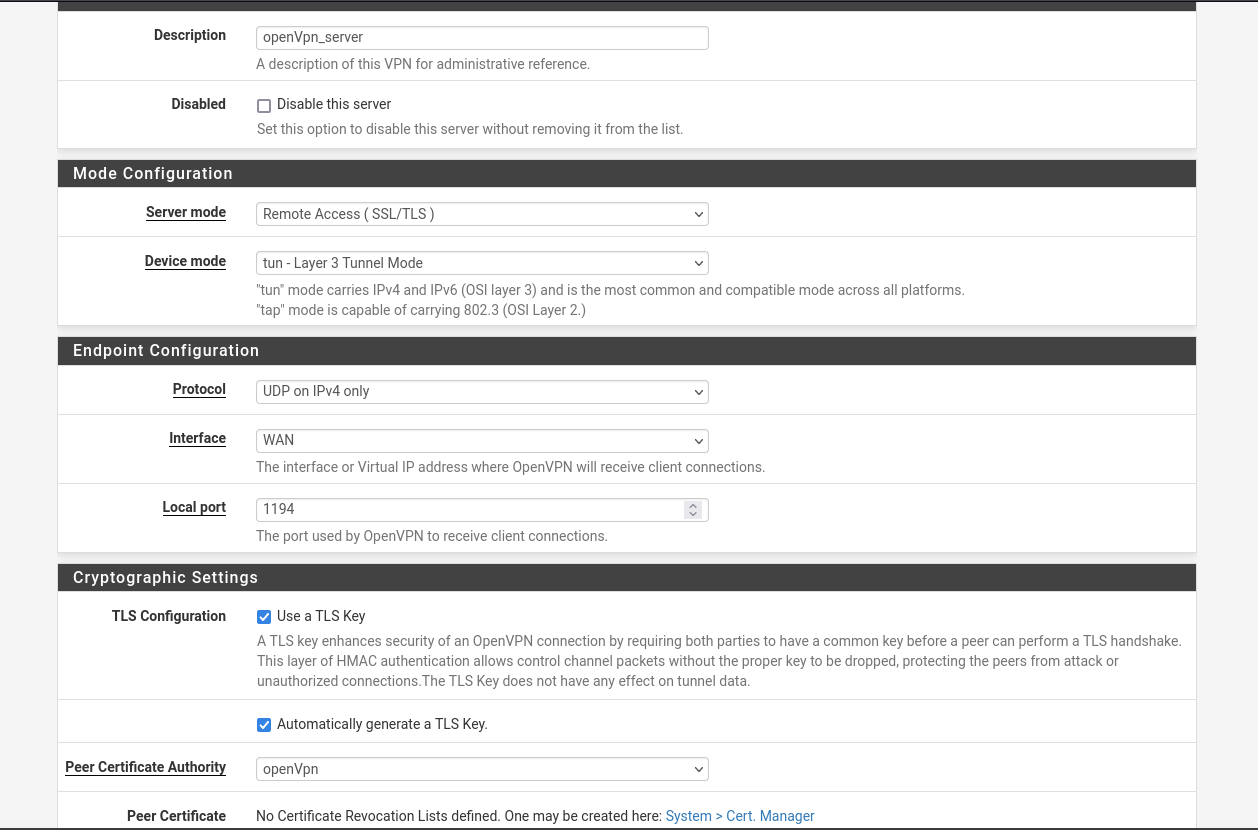 Description
openVpn_server
A description of this VPN for administrative reference.
Disabled
Disable this server
Set this option to disable this server without removing it from the list.
Mode Configuration
Server mode
Remote Access ( SSL/TLS )
Device mode
tun - Layer 3 Tunnel Mode
"tun" mode carries IPv4 and IPv6 (OSI layer 3) and is the most common and compatible mode across all platforms.
"tap" mode is capable of carrying 802.3 (OSI Layer 2.)
Endpoint Configuration
Protocol
UDP on IPv4 only
Interface
WAN
The interface or Virtual IP address where OpenVPN will receive client connections.
Local port
1194
The port used by OpenVPN to receive client connections.
Cryptographic Settings
TLS Configuration
Use a TLS Key
A TLS key enhances security of an OpenVPN connection by requiring both parties to have a common key before a peer can perform a TLS handshake.
This layer of HMAC authentication allows control channel packets without the proper key to be dropped, protecting the peers from attack or
unauthorized connections.The TLS Key does not have any effect on tunnel data.
Automatically generate a TLS Key.
Peer Certificate Authority
openVpn
Peer Certificate
No Certificate Revocation Lists defined. One may be created here: System > Cert. Manager